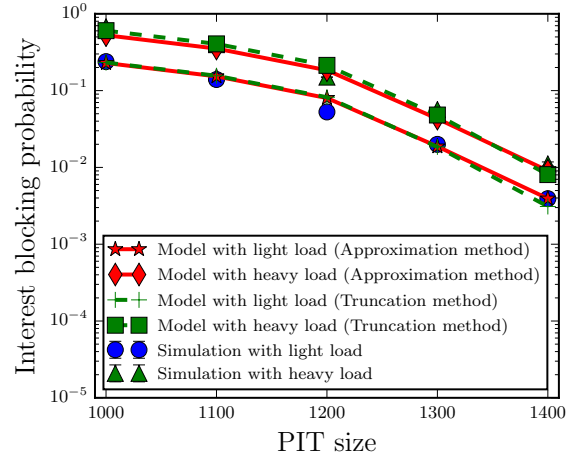 10^0
10^−1
10^−2
10^−3
10^−4
10^−5
Interest blocking probability
Model with light load (Approximation method)
Model with heavy load (Approximation method)
Model with light load (Truncation method)
Model with heavy load (Truncation method)
Simulation with light load
Simulation with heavy load
1000 1100 1200 1300 1400
PIT size